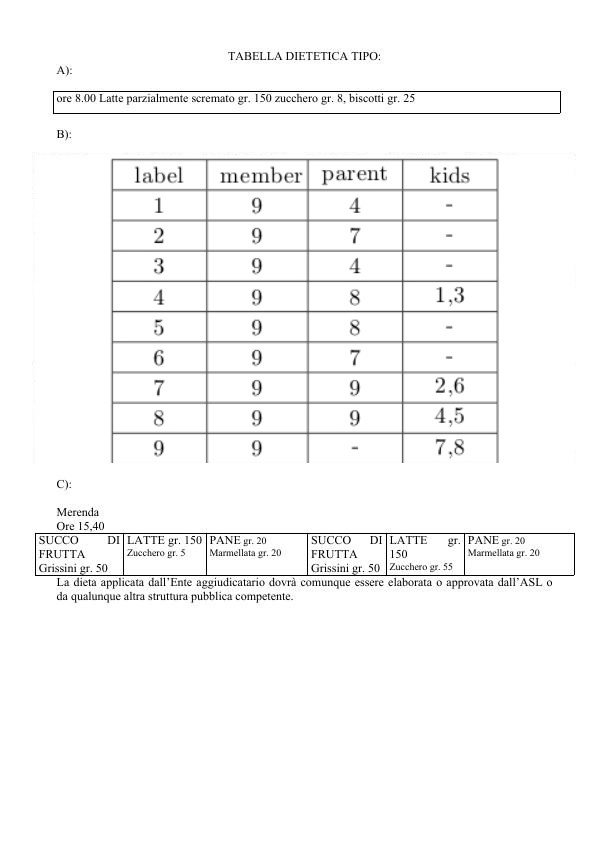 TABELLA DIETETICA TIPO:
A):
ore 8.00 Latte parzialmente scremato gr. 150 zucchero gr. 8, biscotti gr. 25
B):
label member parent kids
1 9 4 -
2 9 7 -
3 9 4 -
4 9 8 1,3
5 9 8 -
6 9 7 -
7 9 9 2,6
8 9 9 4,5
9 9 - 7,8
C):
Merenda
Ore 15,40
SUCCO DI LATTE gr. 150 PANE gr. 20 SUCCO DI LATTE gr. PANE gr. 20
FRUTTA Zucchero gr. 5 Marmellata gr. 20 FRUTTA 150 Marmellata gr. 20
Grissini gr. 50 Grissini gr. 50 Zucchero gr. 55
La dieta applicata dall'Ente aggiudicatario dovrà comunque essere elaborata o approvata dall'ASL o
da qualunque altra struttura pubblica competente.